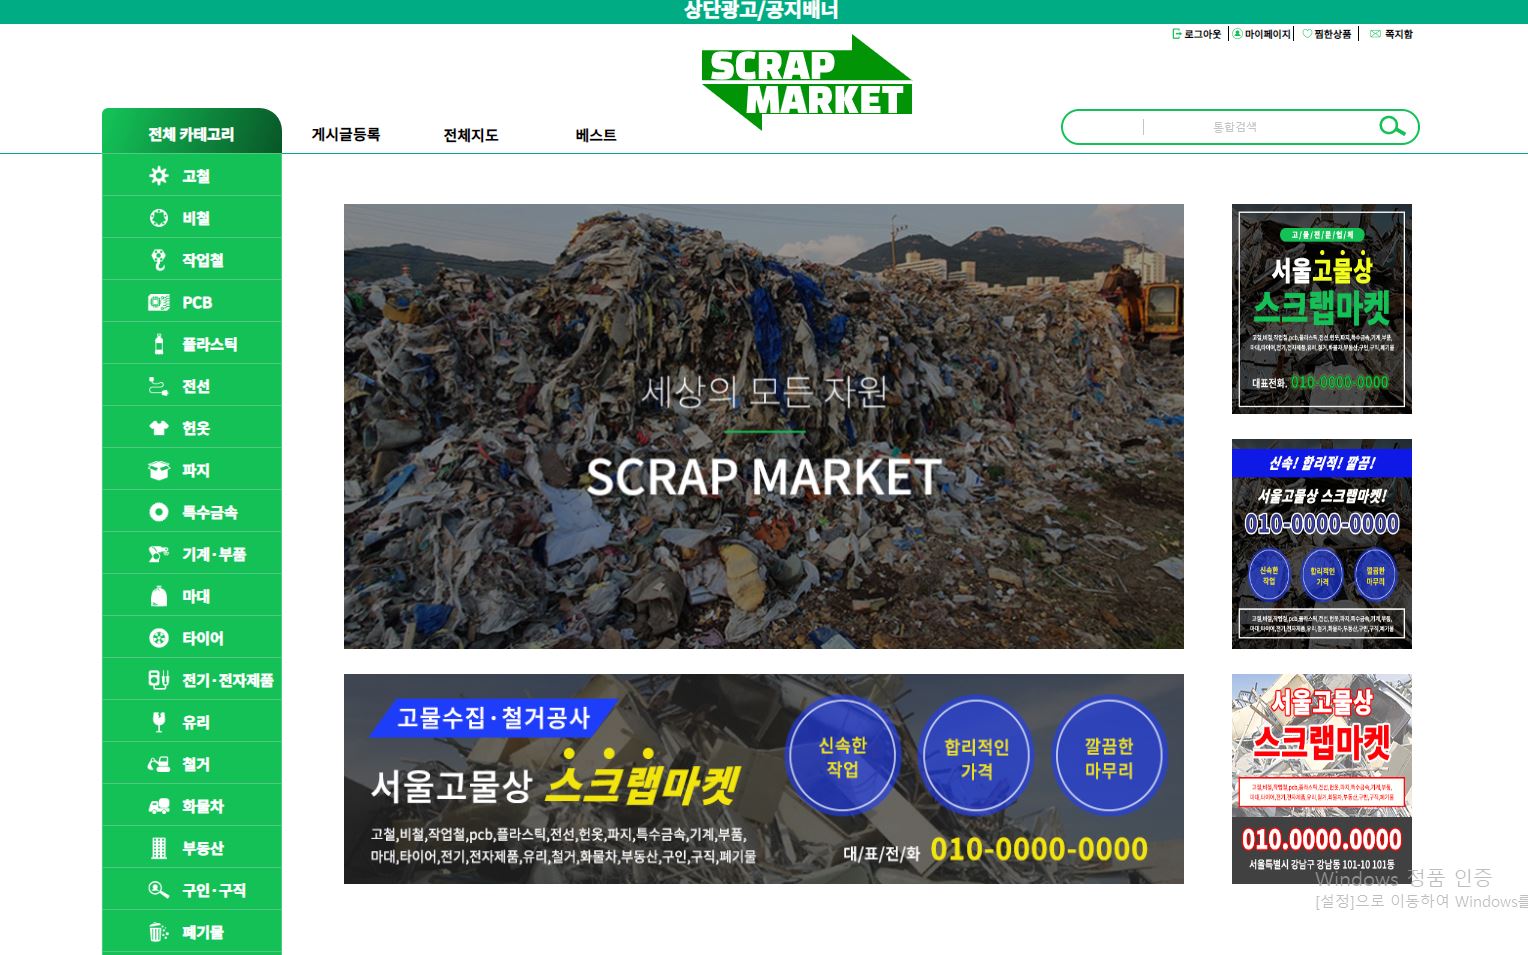 상단광고/공지배너
로그아웃
마이페이지
찜한상품
쪽지함
SCRAP
MARKET
전체 카테고리
게시글등록
전체지도
베스트
통합검색
고철
비철
작업철
PCB
플라스틱
전선
헌옷
파지
특수금속
기계·부품
마대
타이어
전기·전자제품
유리
철거
화물차
부동산
구인·구직
폐기물
세상의 모든 자원
SCRAP MARKET
고물수집·철거공사
서울고물상 스크랩마켓
고철,비철,작업철,pcb,플라스틱,전선,헌옷,파지,특수금속,기계,부품,
마대,타이어,전기,전자제품,유리,철거,화물차,부동산,구인,구직,폐기물
신속한
작업
합리적인
가격
깔끔한
마무리
대/표/전/화 010-0000-0000
고/물/전/문/업/체
서울고물상
스크랩마켓
고철,비철,작업철,pcb,플라스틱,전선,헌옷,파지,특수금속,기계,부품,
마대,타이어,전기,전자제품,유리,철거,화물차,부동산,구인,구직,폐기물
대표전화. 010-0000-0000
신속! 합리적! 깔끔!
서울고물상 스크랩마켓!
010-0000-0000
신속한
작업
합리적인
가격
깔끔한
마무리
고철,비철,작업철,pcb,플라스틱,전선,헌옷,파지,특수금속,기계,부품,
마대,타이어,전기,전자제품,유리,철거,화물차,부동산,구인,구직,폐기물
서울고물상
스크랩마켓
고철,비철,작업철,pcb,플라스틱,전선,헌옷,파지,특수금속,기계,부품,
마대,타이어,전기,전자제품,유리,철거,화물차,부동산,구인,구직,폐기물
010.0000.0000
서울특별시 강남구 강남동 101-10 101동
Windows 정품 인증
[설정]으로 이동하여 Windows를